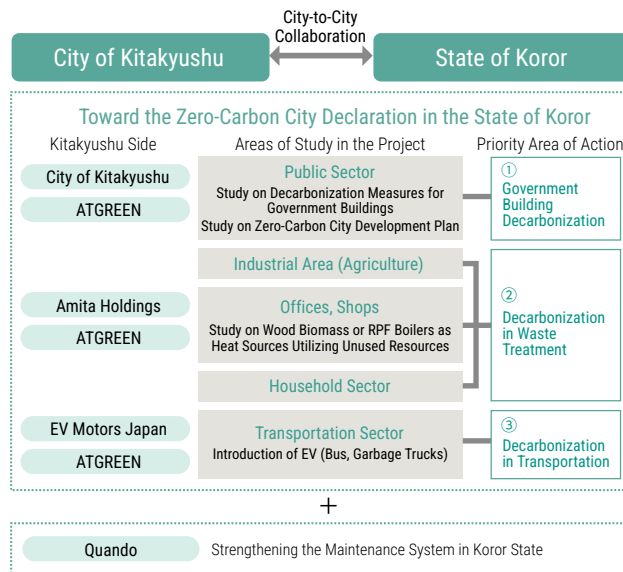 City-to-City
Collaboration
City of Kitakyushu
State of Koror
Toward the Zero-Carbon City Declaration in the State of Koror
Kitakyushu Side
Areas of Study in the Project
Priority Area of Action
City of Kitakyushu
ATGREEN
Public Sector
Study on Decarbonization Measures for
Government Buildings
Study on Zero-Carbon City Development Plan
①
Government
Building
Decarbonization
Industrial Area (Agriculture)
Amita Holdings
ATGREEN
Offices, Shops
Study on Wood Biomass or RPF Boilers as
Heat Sources Utilizing Unused Resources
Household Sector
②
Decarbonization
in Waste
Treatment
EV Motors Japan
ATGREEN
Transportation Sector
Introduction of EV (Bus, Garbage Trucks)
③
Decarbonization
in Transportation
+
Quando
Strengthening the Maintenance System in Koror State